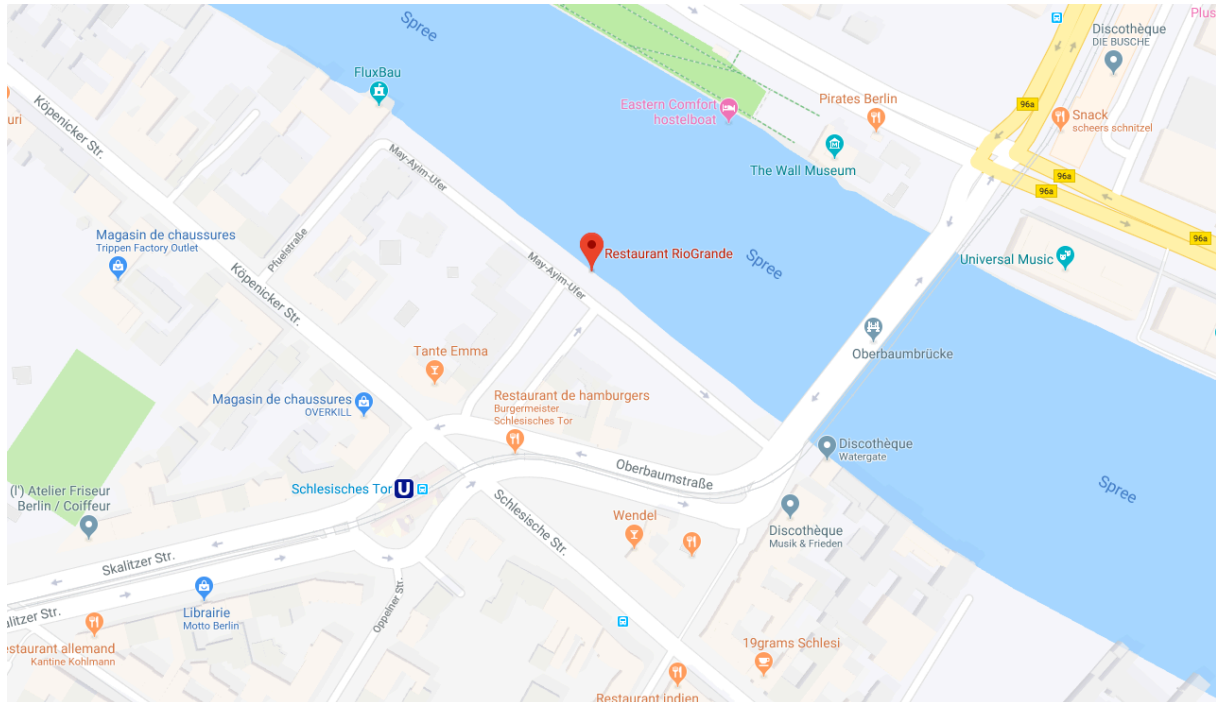 Spree
Plus
Discothèque
DIE BUSCHE
FluxBau
Köpenicker Str.
uri
Eastern Comfort
hostelboat
Pirates Berlin
96a
Snack
scheers schnitzel
The Wall Museum
May-Ayim-Ufer
96a
96a
Magasin de chaussures
Trippen Factory Outlet
Pfuelstraße
Restaurant RioGrande
Spree
96a
Universal Music
May-Ayim-Ufer
Köpenicker Str.
Oberbaumbrücke
Tante Emma
Magasin de chaussures
OVERKILL
Restaurant de hamburgers
Burgermeister
Schlesisches Tor
Discothèque
Watergate
Oberbaumstraße
(l') Atelier Friseur
Berlin / Coiffeur
Schlesisches Tor
U
Spree
Schlesische Str.
Wendel
Discothèque
Musik & Frieden
Skalitzer Str.
Librairie
Motto Berlin
Oppelner Str.
alitzer Str.
estaurant allemand
Kantine Kohlmann
19grams Schlesi
Restaurant indien